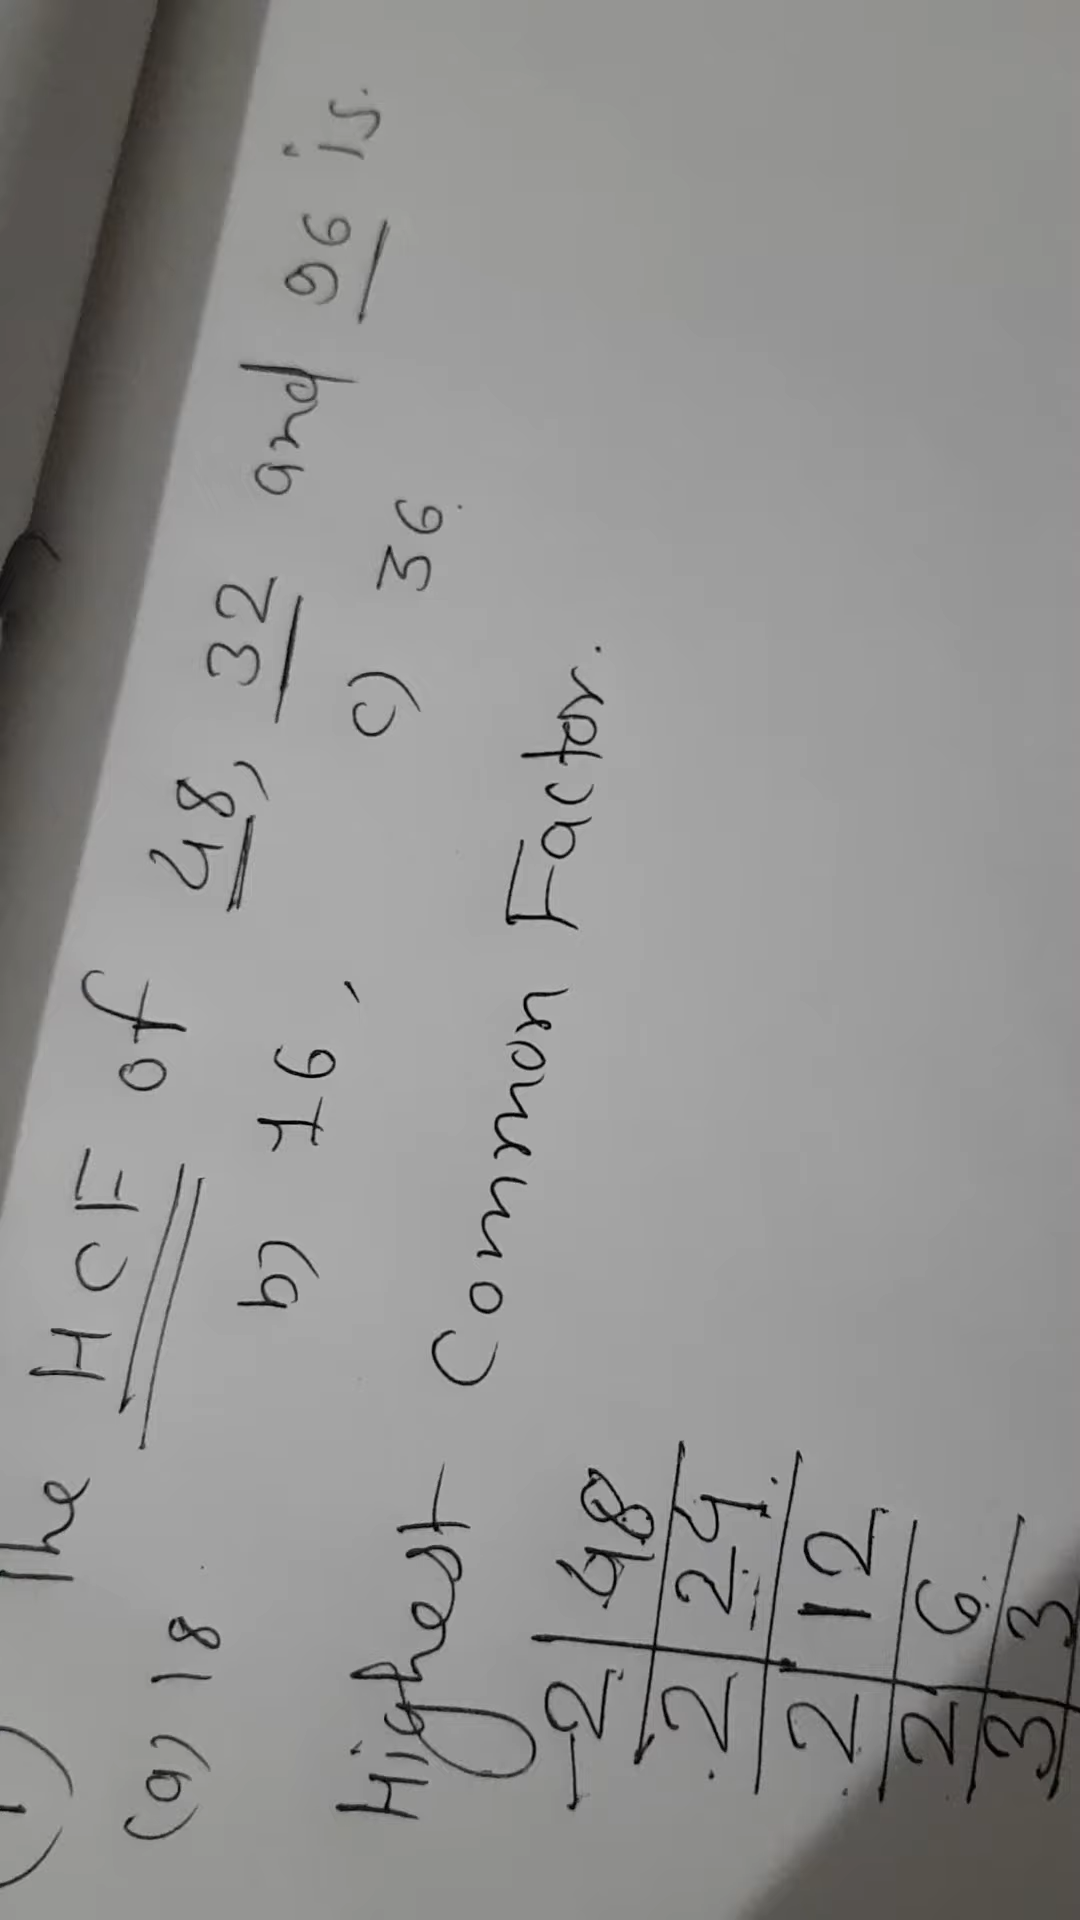 1) The HCF of 48, 32 and 96 is.
(a) 18 b) 16, c) 36.
Highest Common Factor.
2 48
2 24
2 12
2 6
3 3